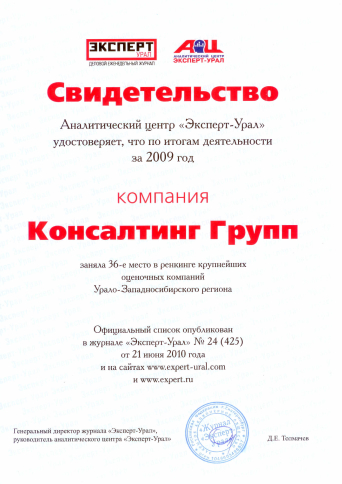 ЭКСПЕРТ
УРАЛ
ДЕЛОВОЙ ЕЖЕНЕДЕЛЬНЫЙ ЖУРНАЛ
АЦ
АНАЛИТИЧЕСКИЙ ЦЕНТР
ЭКСПЕРТ-УРАЛ
Свидетельство
Аналитический центр «Эксперт-Урал»
удостоверяет, что по итогам деятельности
за 2009 год
компания
Консалтинг Групп
заняла 36-е место в ренкинге крупнейших
оценочных компаний
Урало-Западносибирского региона
Официальный список опубликован
в журнале «Эксперт-Урал» № 24 (425)
от 21 июня 2010 года
и на сайтах www.expert-ural.com
и www.expert.ru
Генеральный директор журнала «Эксперт-Урал»,
руководитель аналитического центра «Эксперт-Урал»
Журнал
«Эксперт
Д.Е. Толмачев